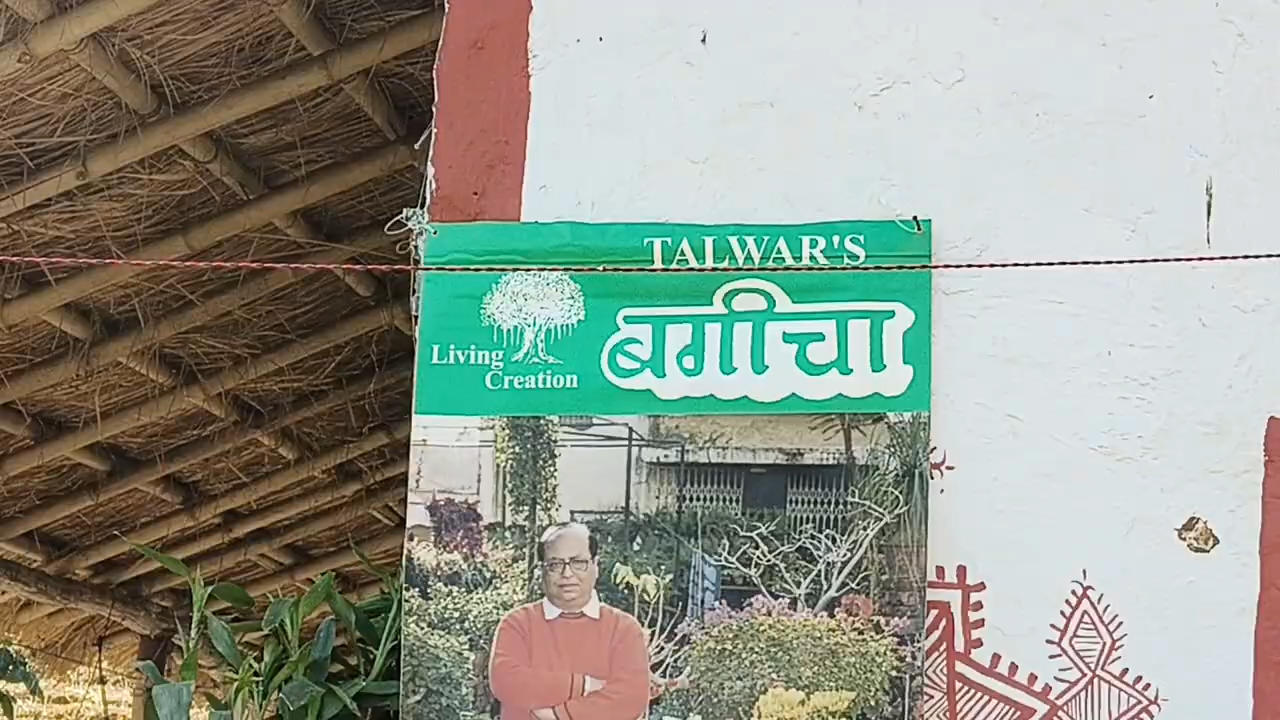 TALWAR'S
बगीचा
Living
Creation